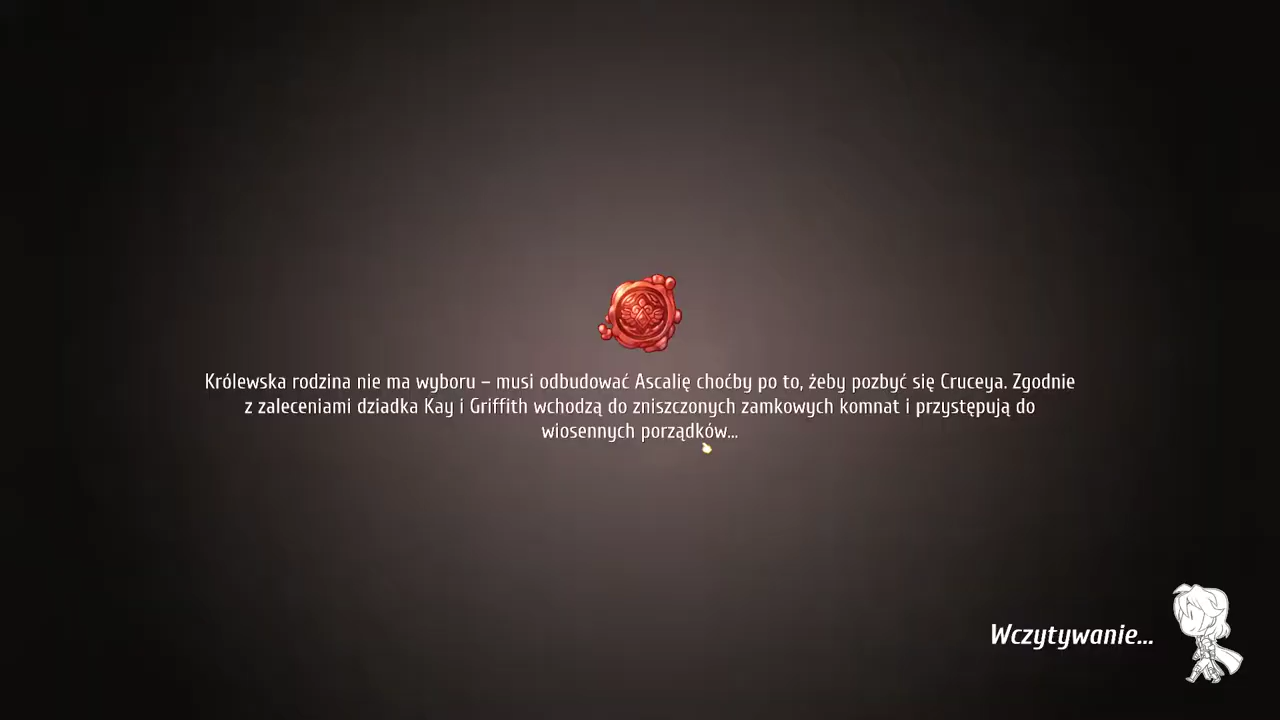 Królewska rodzina nie ma wyboru – musi odbudować Ascalię choćby po to, żeby pozbyć się Cruceya. Zgodnie
z zaleceniami dziadka Kay i Griffith wchodzą do zniszczonych zamkowych komnat i przystępują do
wiosennych porządków...
Wczytywanie...